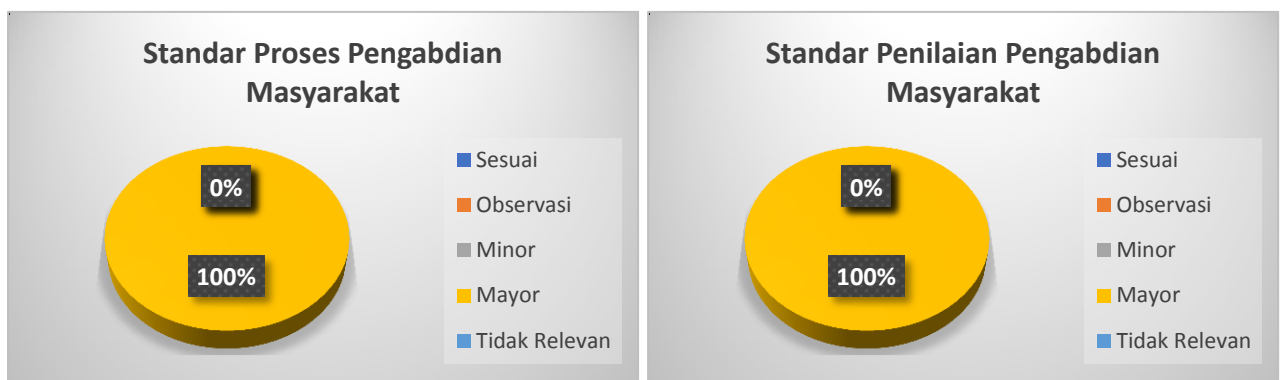 Standar Proses Pengabdian
Masyarakat
0%
100%
Sesuai
Observasi
Minor
Mayor
Tidak Relevan
Standar Penilaian Pengabdian
Masyarakat
0%
100%
Sesuai
Observasi
Minor
Mayor
Tidak Relevan